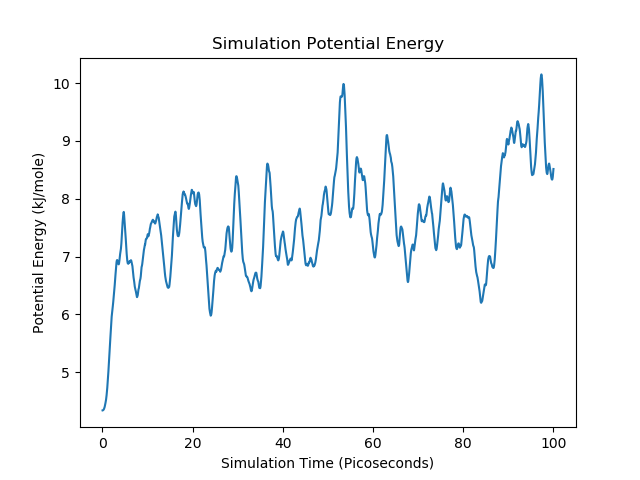 Simulation Potential Energy
Potential Energy (kJ/mole)
10
9
8
7
6
5
0 20 40 60 80 100
Simulation Time (Picoseconds)